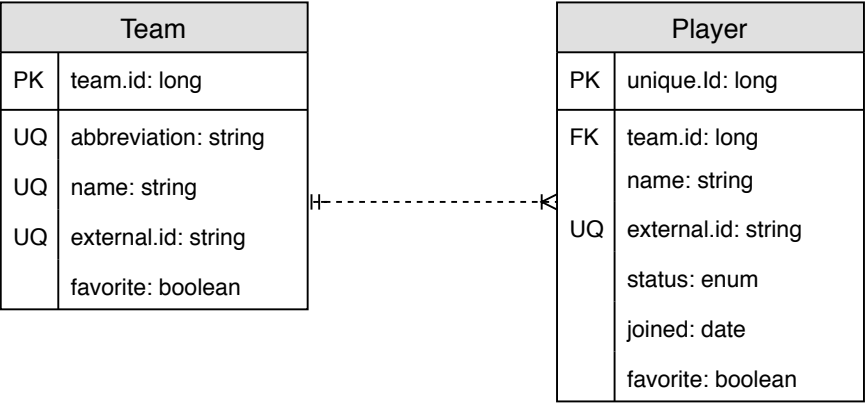 Team
PK team.id: long
UQ abbreviation: string
UQ name: string
UQ external.id: string
favorite: boolean
Player
PK unique.Id: long
FK team.id: long
name: string
UQ external.id: string
status: enum
joined: date
favorite: boolean